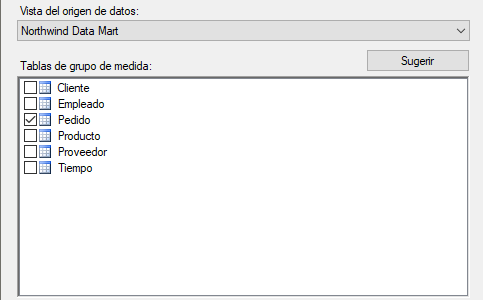 Vista del origen de datos:
Northwind Data Mart
Tablas de grupo de medida:
Sugerir
Cliente
Empleado
Pedido
Producto
Proveedor
Tiempo